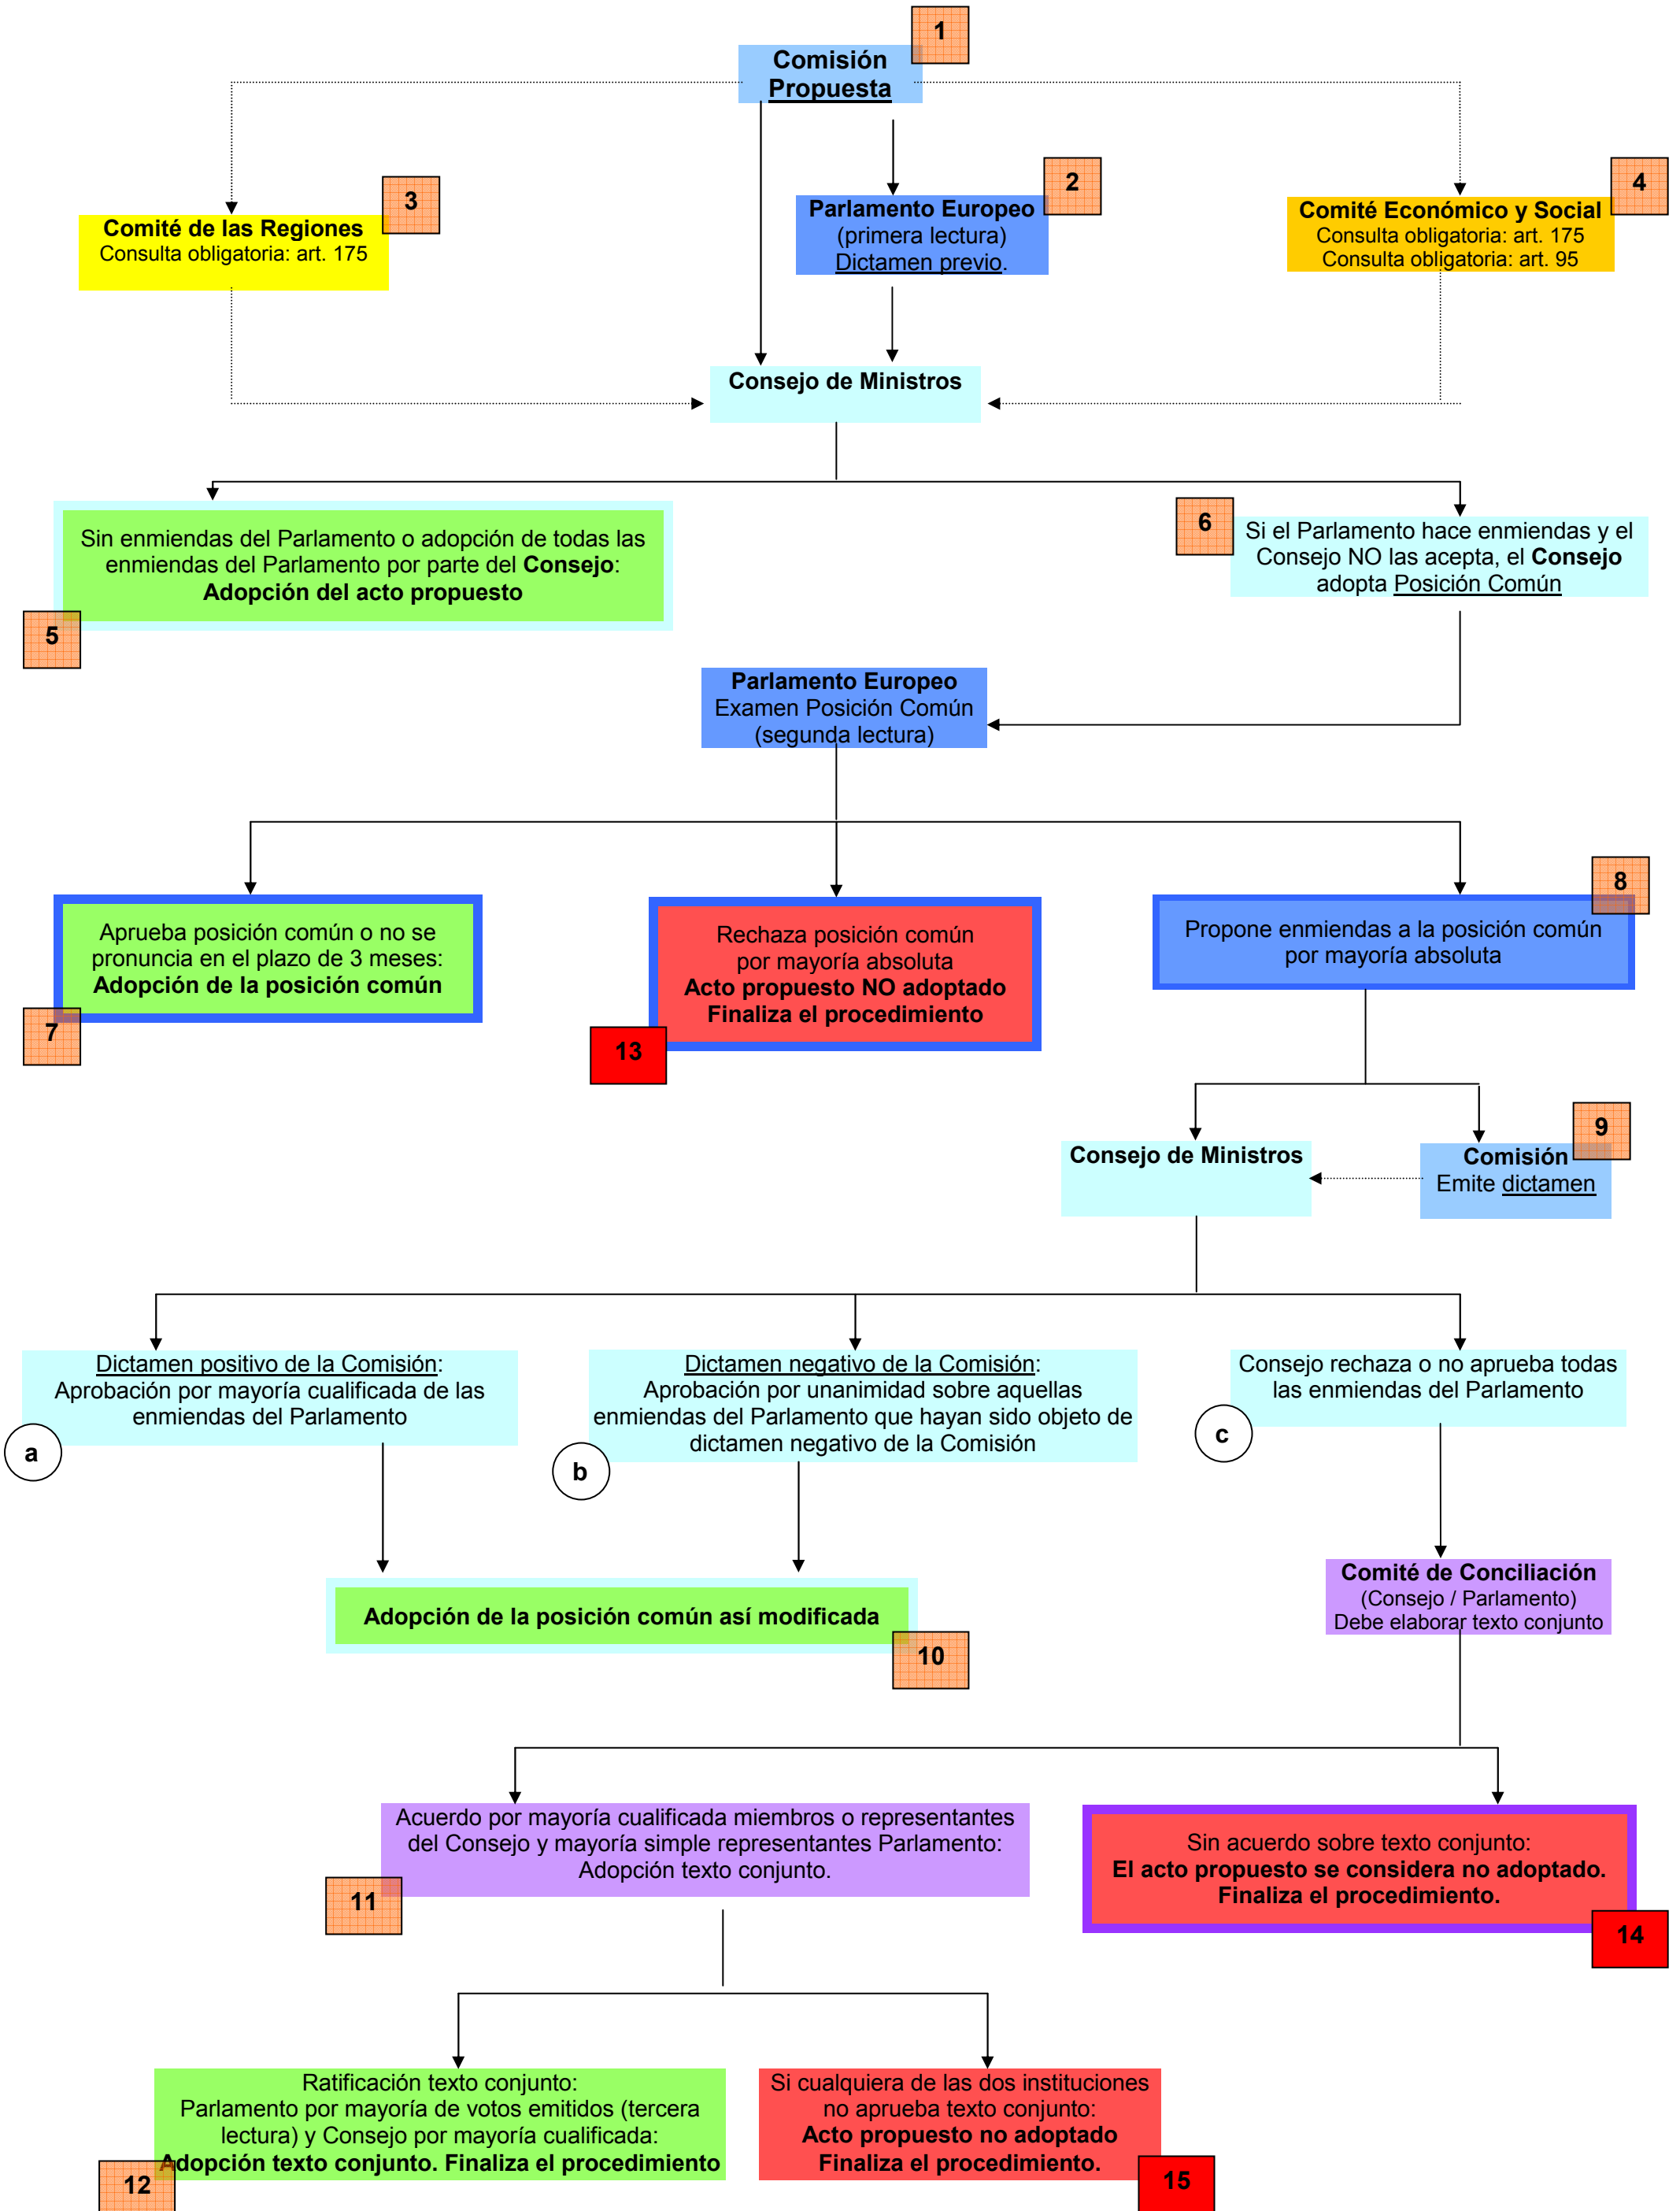 1
Comisión
Propuesta
2
3
4
Comité de las Regiones
Consulta obligatoria: art. 175
Parlamento Europeo
(primera lectura)
Dictamen previo.
Comité Económico y Social
Consulta obligatoria: art. 175
Consulta obligatoria: art. 95
Consejo de Ministros
Sin enmiendas del Parlamento o adopción de todas las
enmiendas del Parlamento por parte del Consejo:
Adopción del acto propuesto
5
6
Si el Parlamento hace enmiendas y el
Consejo NO las acepta, el Consejo
adopta Posición Común
Parlamento Europeo
Examen Posición Común
(segunda lectura)
Aprueba posición común o no se
pronuncia en el plazo de 3 meses:
Adopción de la posición común
7
Rechaza posición común
por mayoría absoluta
Acto propuesto NO adoptado
Finaliza el procedimiento
13
8
Propone enmiendas a la posición común
por mayoría absoluta
Consejo de Ministros
9
Comisión
Emite dictamen
Dictamen positivo de la Comisión:
Aprobación por mayoría cualificada de las
enmiendas del Parlamento
a
Dictamen negativo de la Comisión:
Aprobación por unanimidad sobre aquellas
enmiendas del Parlamento que hayan sido objeto de
dictamen negativo de la Comisión
b
Consejo rechaza o no aprueba todas
las enmiendas del Parlamento
c
Adopción de la posición común así modificada
10
Comité de Conciliación
(Consejo / Parlamento)
Debe elaborar texto conjunto
Acuerdo por mayoría cualificada miembros o representantes
del Consejo y mayoría simple representantes Parlamento:
Adopción texto conjunto.
11
Sin acuerdo sobre texto conjunto:
El acto propuesto se considera no adoptado.
Finaliza el procedimiento.
14
Ratificación texto conjunto:
Parlamento por mayoría de votos emitidos (tercera
lectura) y Consejo por mayoría cualificada:
Adopción texto conjunto. Finaliza el procedimiento
12
Si cualquiera de las dos instituciones
no aprueba texto conjunto:
Acto propuesto no adoptado
Finaliza el procedimiento.
15